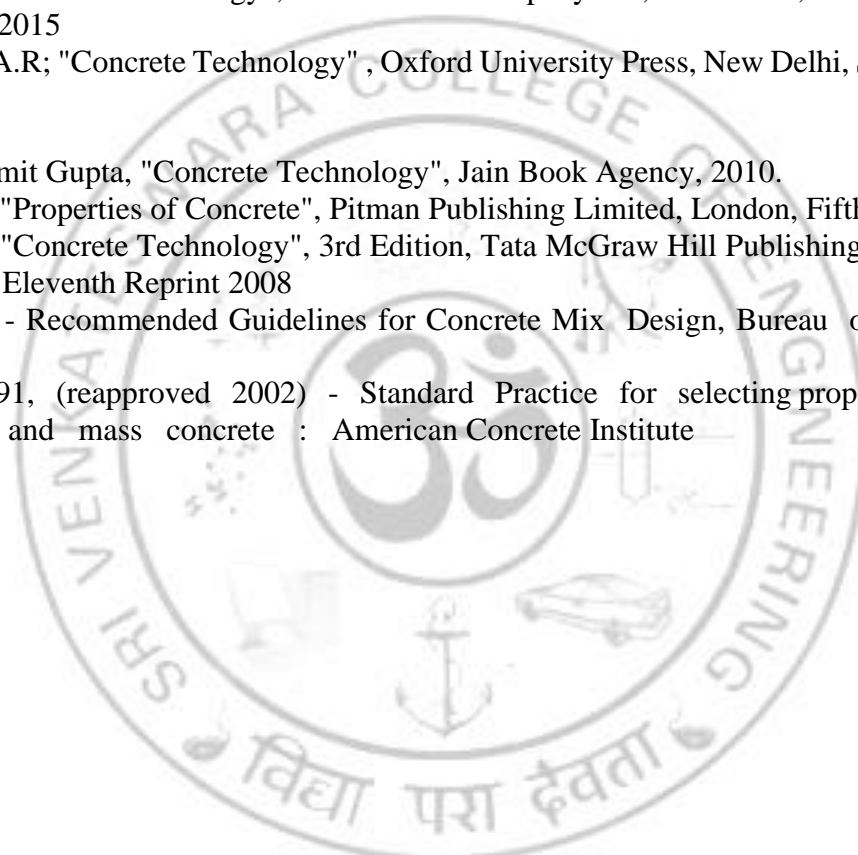 2015
A.R; "Concrete Technology" , Oxford University Press, New Delhi,
mit Gupta, "Concrete Technology", Jain Book Agency, 2010.
"Properties of Concrete", Pitman Publishing Limited, London, Fifth
"Concrete Technology", 3rd Edition, Tata McGraw Hill Publishing
Eleventh Reprint 2008
- Recommended Guidelines for Concrete Mix Design, Bureau
91, (reapproved 2002) - Standard Practice for selecting prop
and mass concrete : American Concrete Institute
SRI VENKATESWARA COLLEGE OF ENGINEERING
विद्या परा दैवता